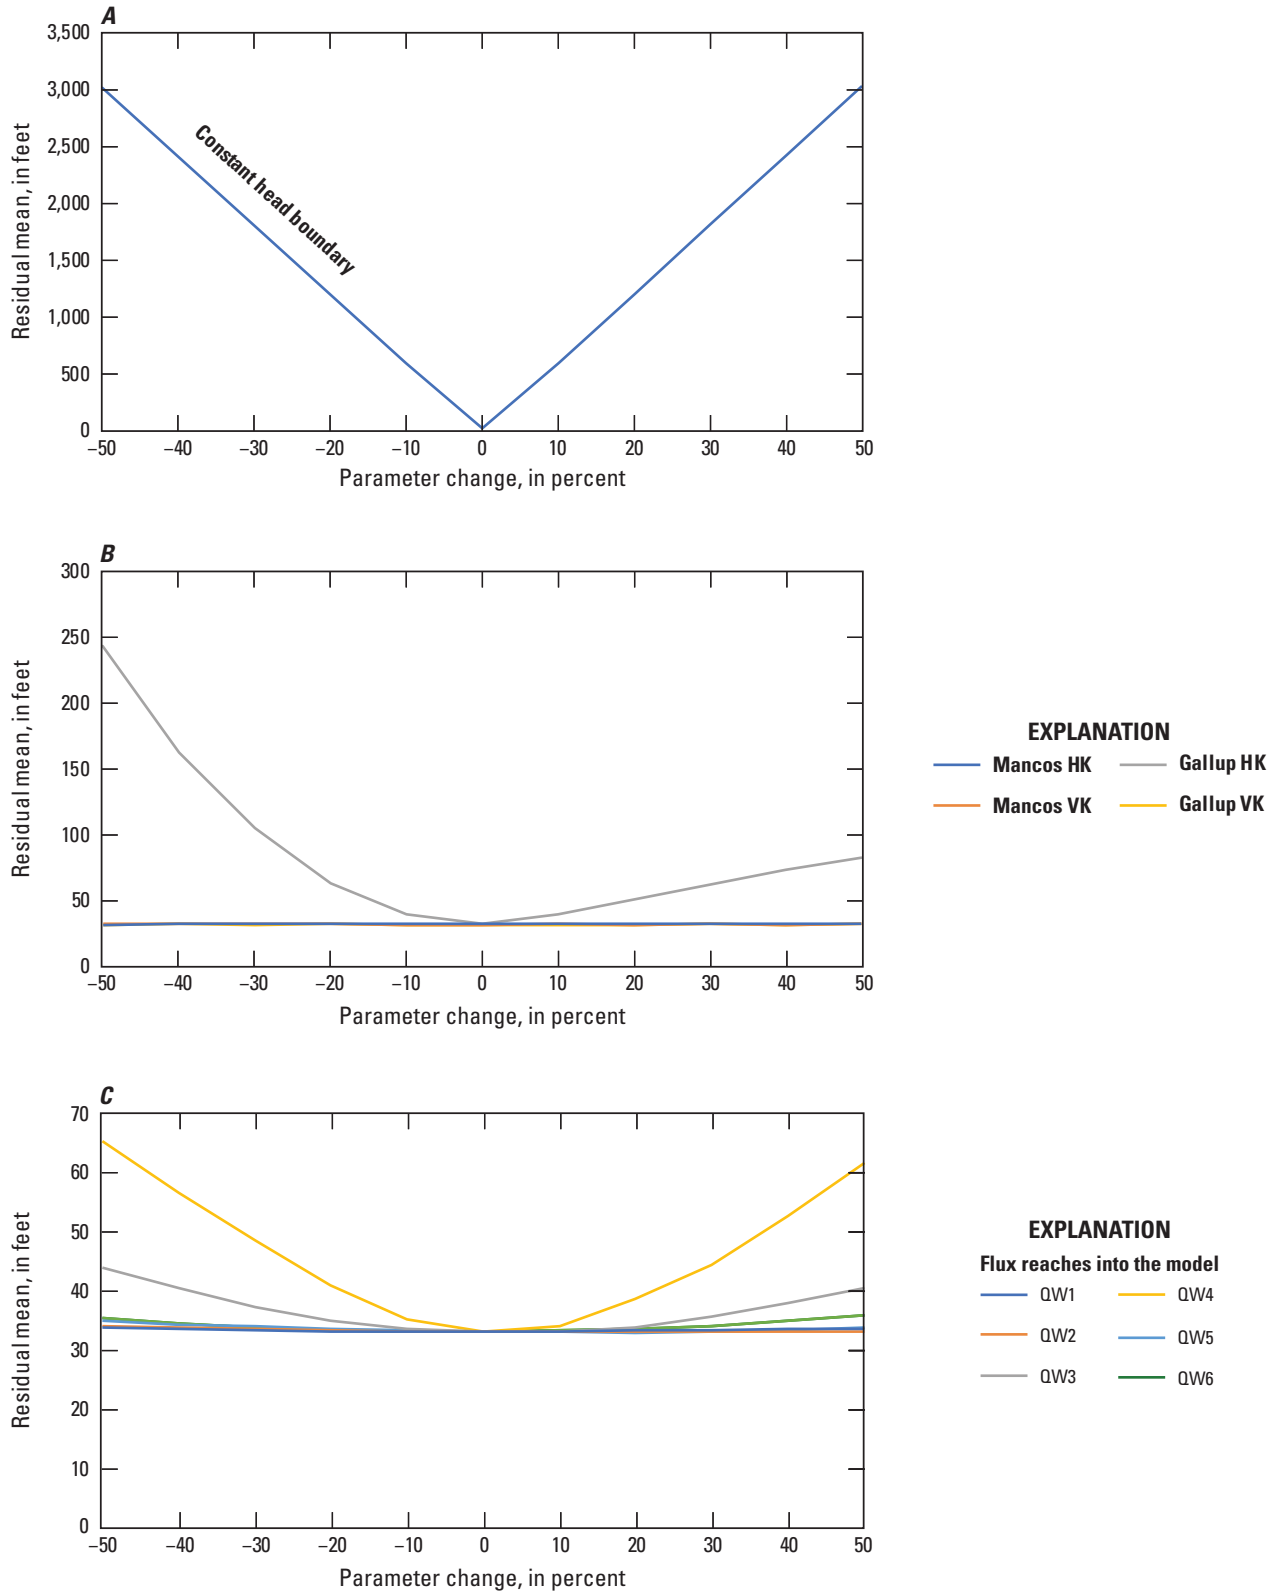 A
3,500
3,000
2,500
2,000
1,500
1,000
500
0
Residual mean, in feet
Constant head boundary
–50 –40 –30 –20 –10 0 10 20 30 40 50
Parameter change, in percent
B
300
250
200
150
100
50
0
Residual mean, in feet
–50 –40 –30 –20 –10 0 10 20 30 40 50
Parameter change, in percent
EXPLANATION
Mancos HK Gallup HK
Mancos VK Gallup VK
C
70
60
50
40
30
20
10
0
Residual mean, in feet
–50 –40 –30 –20 –10 0 10 20 30 40 50
Parameter change, in percent
EXPLANATION
Flux reaches into the model
QW1 QW4
QW2 QW5
QW3 QW6